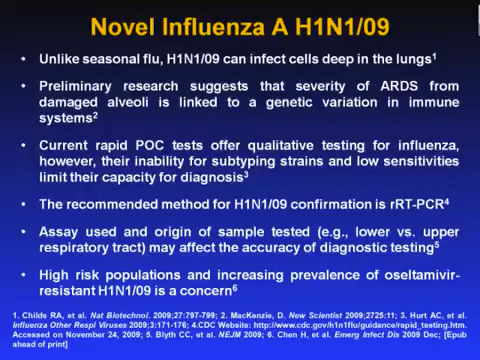 Novel Influenza A H1N1/09
• Unlike seasonal flu, H1N1/09 can infect cells deep in the lungs1
• Preliminary research suggests that severity of ARDS from
damaged alveoli is linked to a genetic variation in immune
systems2
• Current rapid POC tests offer qualitative testing for influenza,
however, their inability for subtyping strains and low sensitivities
limit their capacity for diagnosis3
• The recommended method for H1N1/09 confirmation is rRT-PCR4
• Assay used and origin of sample tested (e.g., lower vs. upper
respiratory tract) may affect the accuracy of diagnostic testing5
• High risk populations and increasing prevalence of oseltamivir-
resistant H1N1/09 is a concern6
1. Childs RA, et al. Nat Biotechnol. 2009;27:797-799; 2. MacKenzie, D. New Scientist 2009;2725:11; 3. Hurt AC, et al.
Influenza Other Respi Viruses 2009;3:171-176; 4.CDC Website: http://www.cdc.gov/h1n1flu/guidance/rapid_testing.htm.
Accessed on November 24, 2009; 5. Blyth CC, et al. NEJM 2009; 6. Chen H, et al. Emerg Infect Dis 2009 Dec; [Epub
ahead of print]